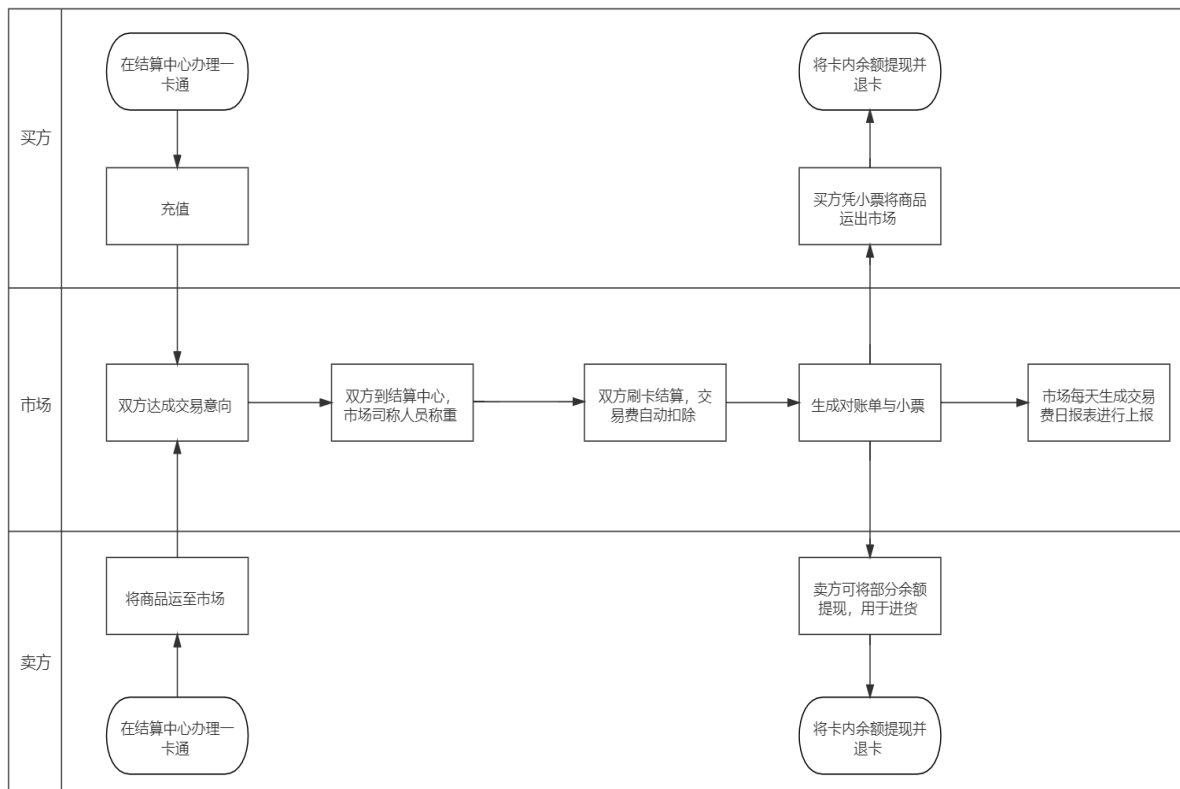 买方
在结算中心办理一
卡通
充值
将卡内余额提现并
退卡
买方凭小票将商品
运出市场
市场
双方达成交易意向
双方到结算中心，
市场司称人员称重
双方刷卡结算，交
易费自动扣除
生成对账单与小票
市场每天生成交易
费日报表进行上报
卖方
将商品运至市场
在结算中心办理一
卡通
卖方可将部分余额
提现，用于进货
将卡内余额提现并
退卡